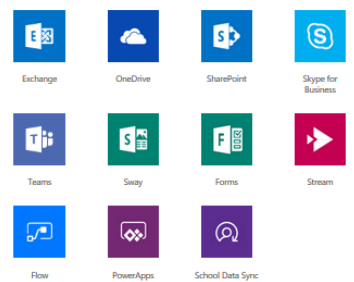 E
S
S
Exchange
OneDrive
SharePoint
Skype for
Business
T
S
F
Teams
Sway
Forms
Stream
Flow
PowerApps
School Data Sync